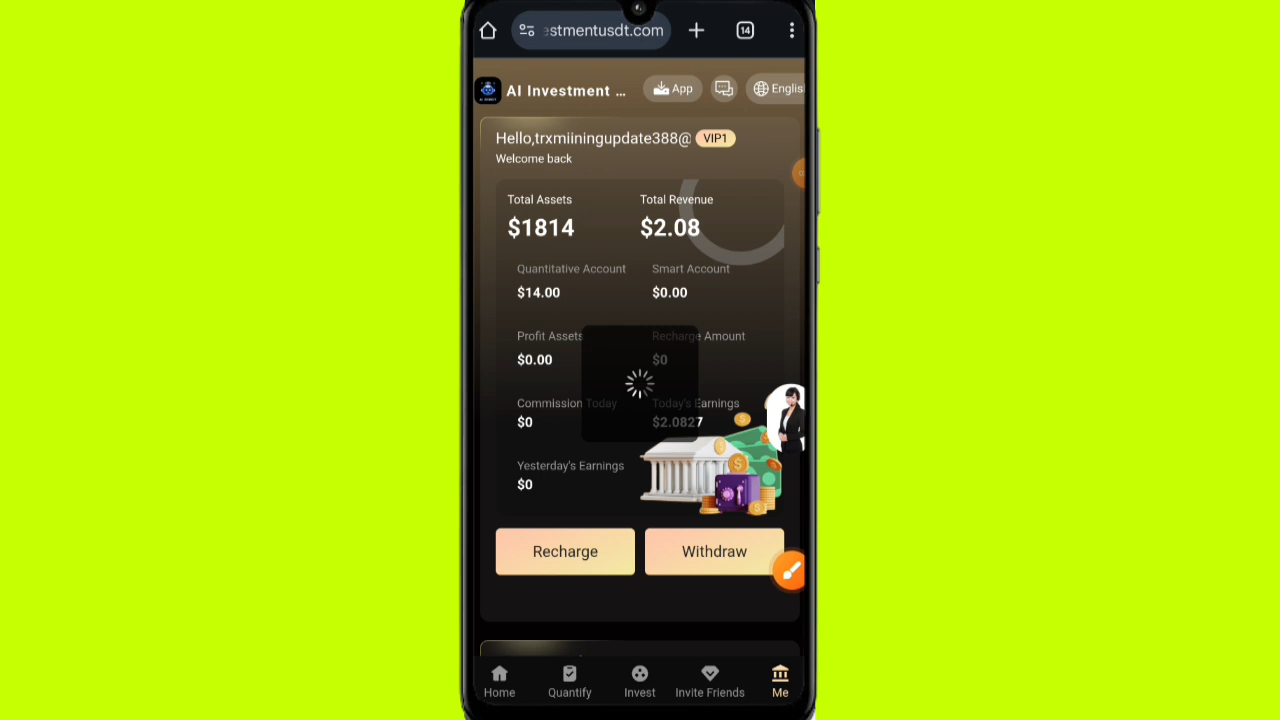 estmentusdt.com
14
AI Investment ...
App
Englis
Hello,trxmiiningupdate388@ VIP1
Welcome back
Total Assets
Total Revenue
$1814
$2.08
Quantitative Account
Smart Account
$14.00
$0.00
Profit Assets
Recharge Amount
$0.00
$0
Commission Today
Today's Earnings
$0
$2.0827
Yesterday's Earnings
$0
Recharge
Withdraw
Home
Quantify
Invest
Invite Friends
Me